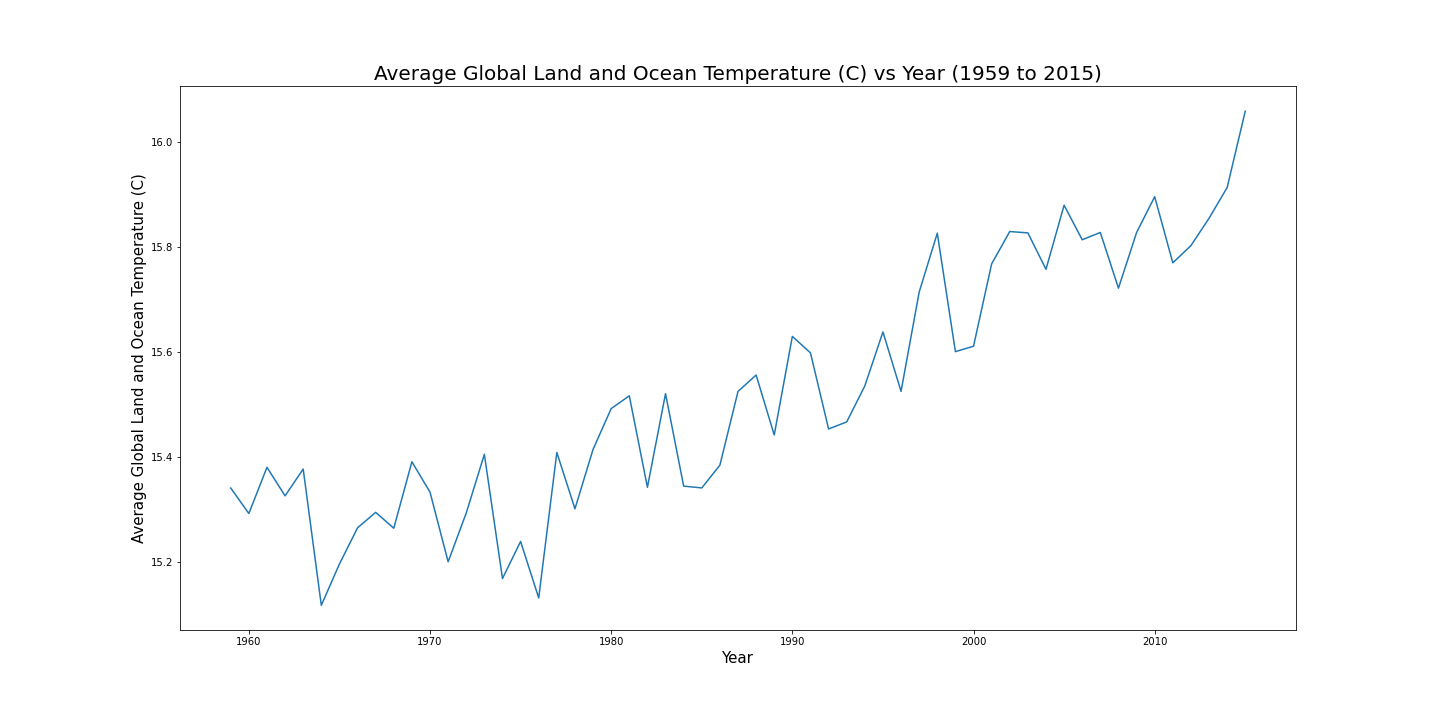 Average Global Land and Ocean Temperature (C) vs Year (1959 to 2015)
Average Global Land and Ocean Temperature (C)
16.0
15.8
15.6
15.4
15.2
1960 1970 1980 1990 2000 2010
Year